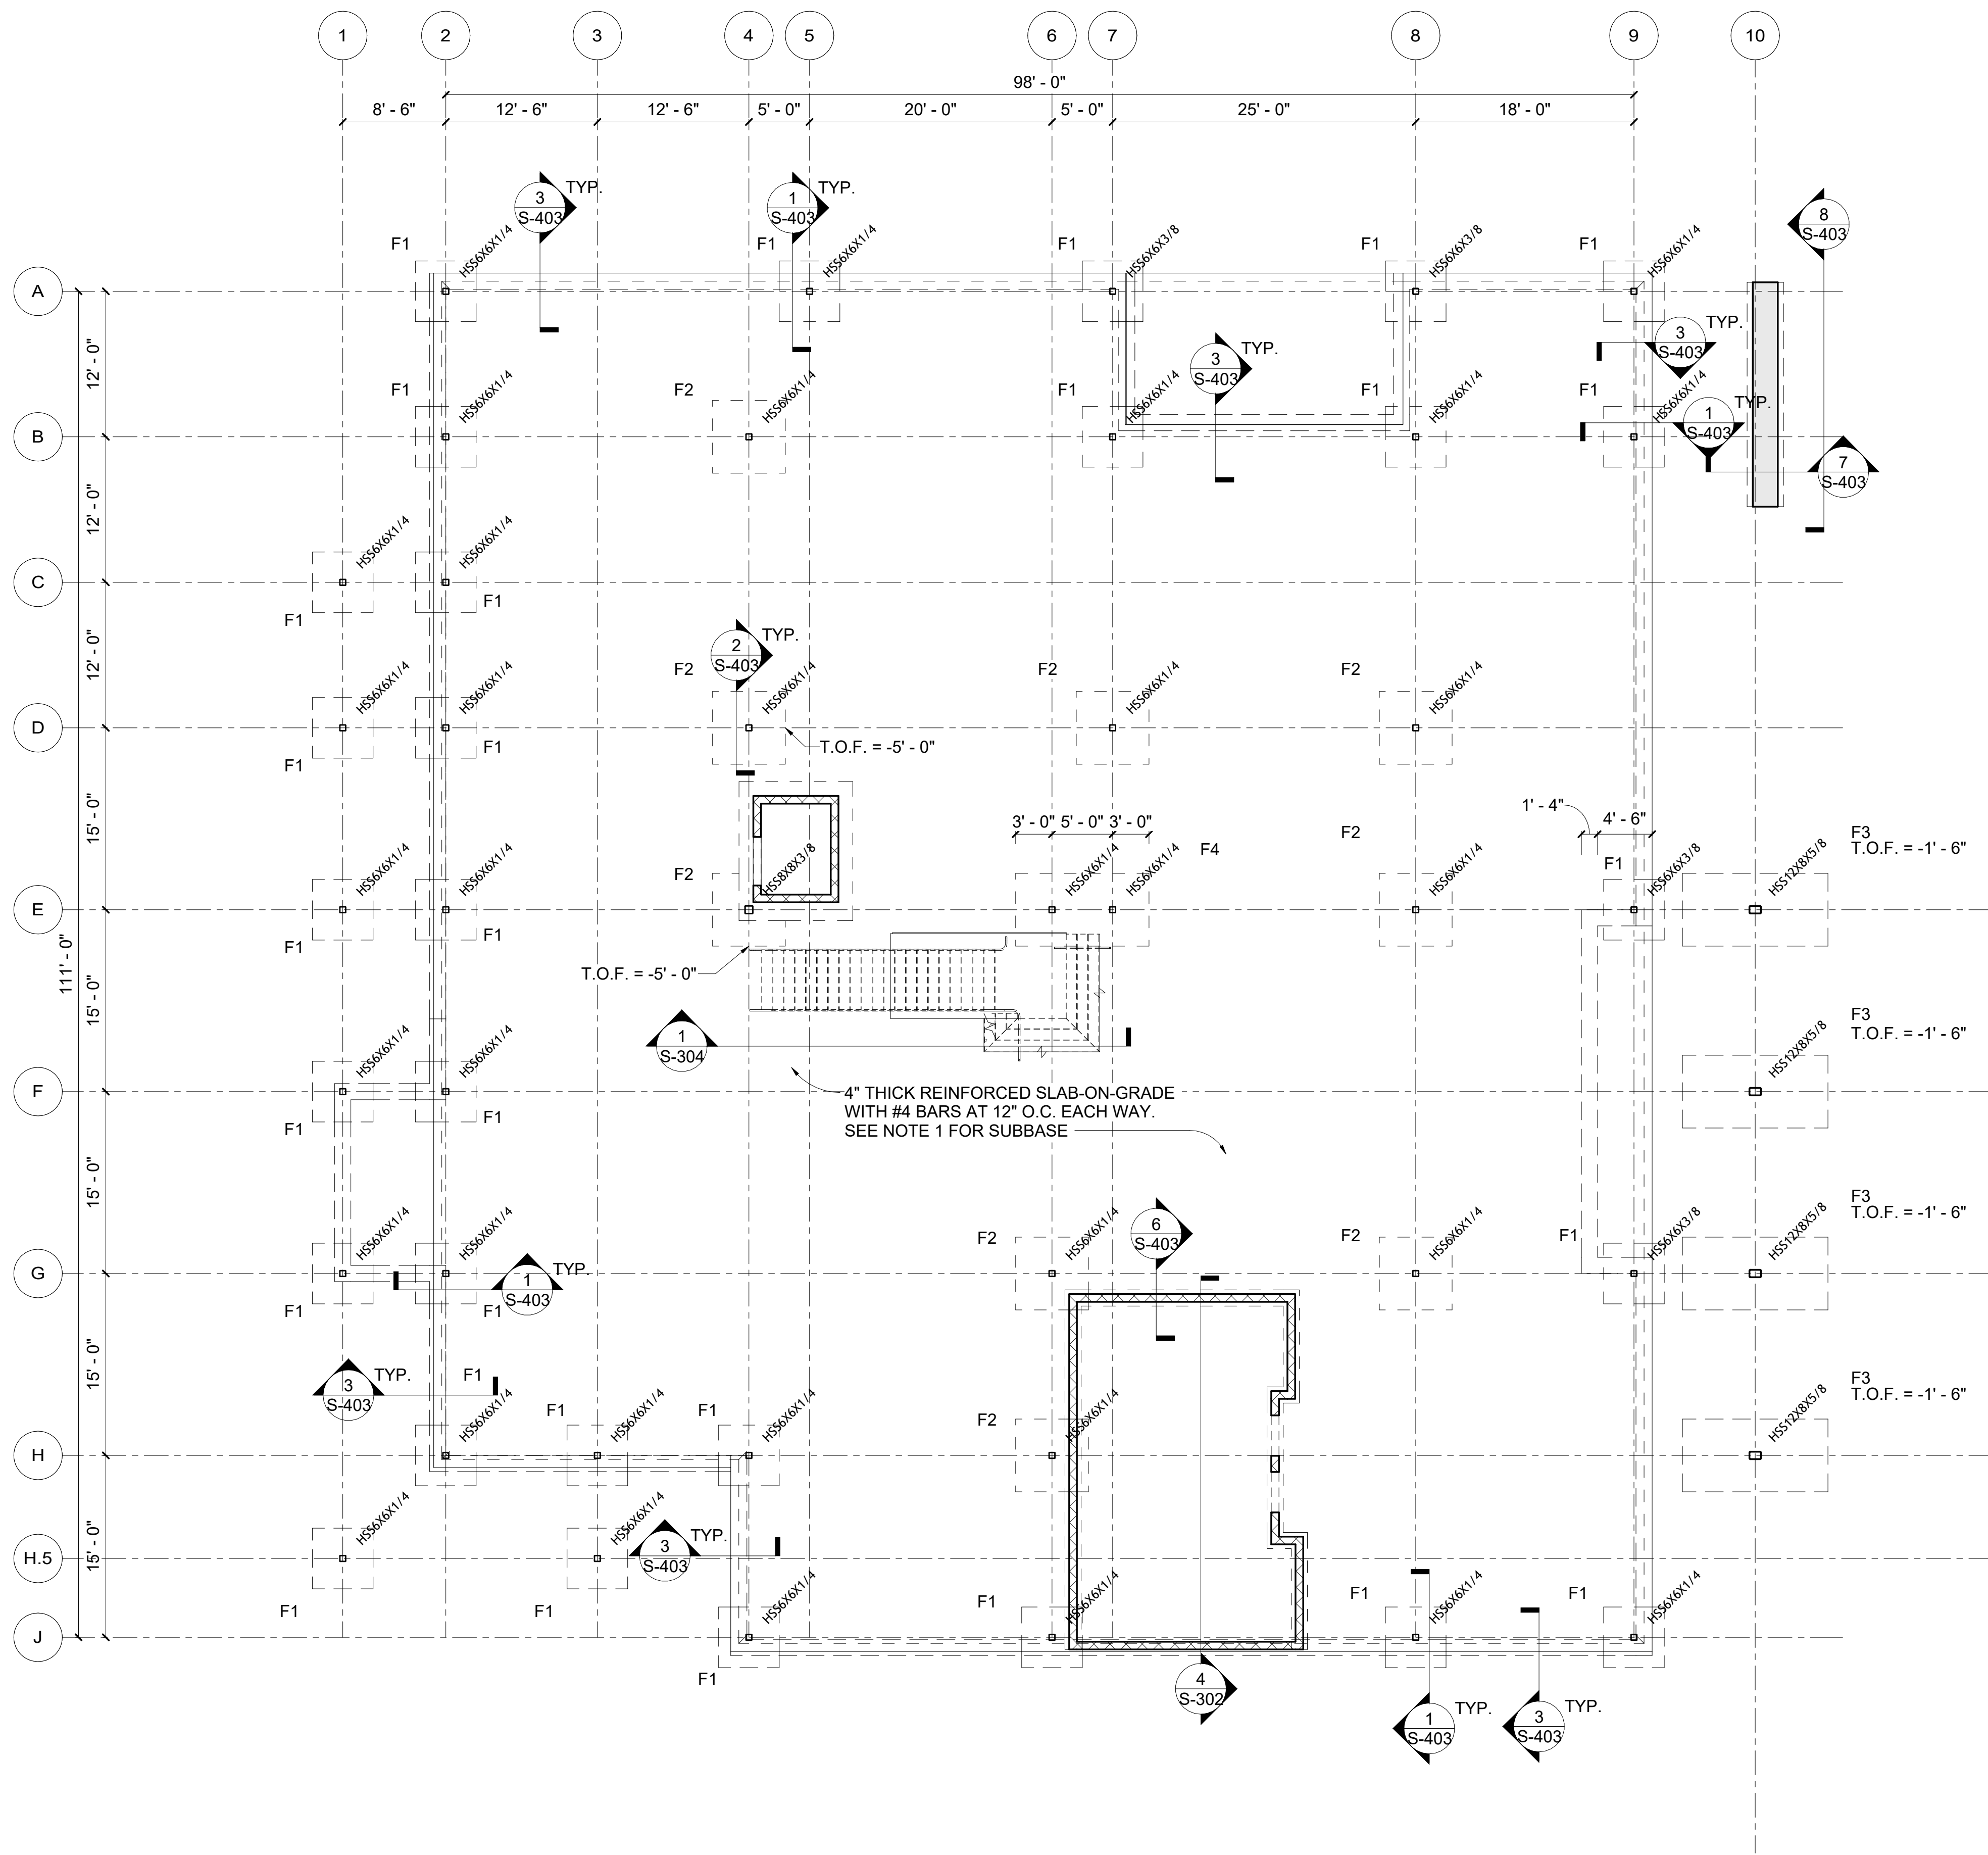 1 2 3 4 5 6 7 8 9 10
98' - 0"
8' - 6" 12' - 6" 12' - 6" 5' - 0" 20' - 0" 5' - 0" 25' - 0" 18' - 0"
3 S-403 TYP.
1 S-403 TYP.
8 S-403
F1 HSS6X6X1/4
F1 HSS6X6X1/4
F1 HSS6X6X3/8
F1 HSS6X6X3/8
F1 HSS6X6X1/4
A
12' - 0"
3 S-403 TYP.
3 S-403 TYP.
F1 HSS6X6X1/4
F2 HSS6X6X1/4
F1 HSS6X6X1/4
F1 HSS6X6X1/4
F1 HSS6X6X1/4
1 S-403 TYP.
7 S-403
B
12' - 0"
HSS6X6X1/4
HSS6X6X1/4
C
F1
F1
12' - 0"
2 S-403 TYP.
HSS6X6X1/4
HSS6X6X1/4
F2 HSS6X6X1/4
F2 HSS6X6X1/4
F2 HSS6X6X1/4
D
F1
F1
T.O.F. = -5' - 0"
15' - 0"
3' - 0" 5' - 0" 3' - 0"
1' - 4"
4' - 6"
HSS6X6X1/4
HSS6X6X1/4
F2 HSS8X8X3/8
HSS6X6X1/4
HSS6X6X1/4
F4
F2 HSS6X6X1/4
F1 HSS6X6X3/8
HSS12X8X5/8
F3
T.O.F. = -1' - 6"
E
F1
F1
111' - 0"
15' - 0"
T.O.F. = -5' - 0"
1 S-304
HSS6X6X1/4
HSS6X6X1/4
HSS12X8X5/8
F3
T.O.F. = -1' - 6"
F
F1
F1
4" THICK REINFORCED SLAB-ON-GRADE
WITH #4 BARS AT 12" O.C. EACH WAY.
SEE NOTE 1 FOR SUBBASE
15' - 0"
HSS6X6X1/4
HSS6X6X1/4
F2 HSS6X6X1/4
6 S-403
F2 HSS6X6X1/4
F1 HSS6X6X3/8
HSS12X8X5/8
F3
T.O.F. = -1' - 6"
G
F1
F1
1 S-403 TYP.
15' - 0"
3 S-403 TYP.
F1 HSS6X6X1/4
F1 HSS6X6X1/4
F1 HSS6X6X1/4
F2 HSS6X6X1/4
HSS12X8X5/8
F3
T.O.F. = -1' - 6"
H
15' - 0"
HSS6X6X1/4
HSS6X6X1/4
3 S-403 TYP.
H.5
F1
F1
HSS6X6X1/4
F1 HSS6X6X1/4
F1 HSS6X6X1/4
F1 HSS6X6X1/4
J
F1
4 S-302
1 S-403 TYP.
3 S-403 TYP.